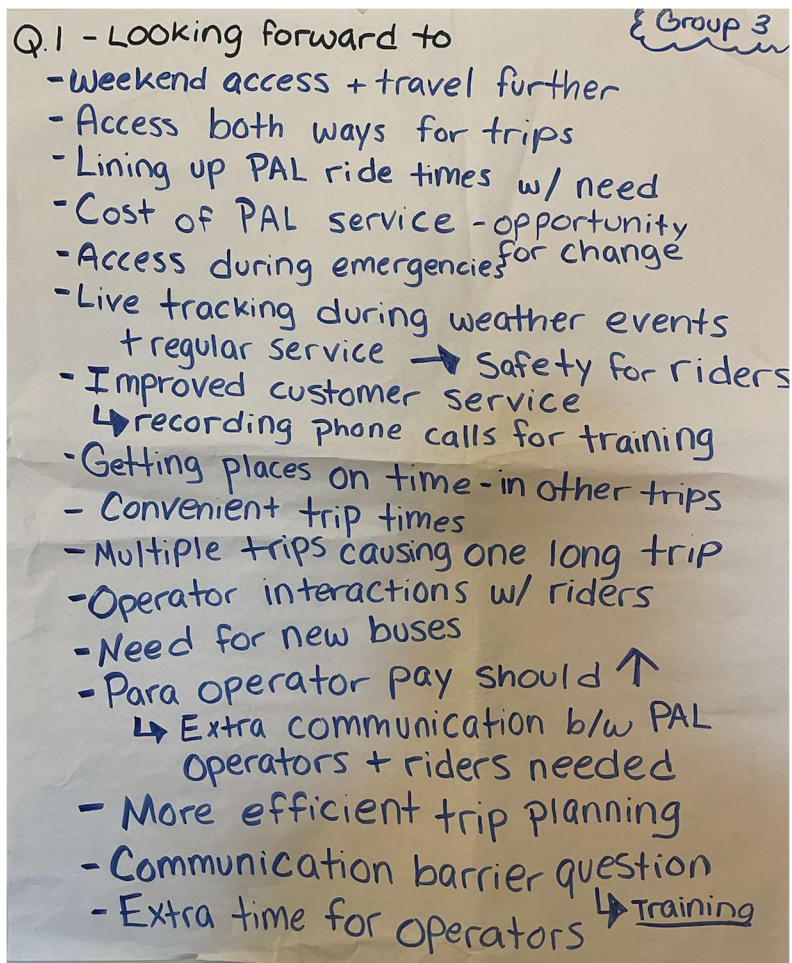 Group 3
Q.1 - Looking forward to
- Weekend access + travel further
- Access both ways for trips
- Lining up PAL ride times w/ need
- Cost of PAL service - opportunity
for change
- Access during emergencies
- Live tracking during weather events
+ regular service → Safety for riders
- Improved customer service
↳ recording phone calls for training
- Getting places on time - in other trips
- Convenient trip times
- Multiple trips causing one long trip
- Operator interactions w/ riders
- Need for new buses
- Para operator pay should ↑
↳ Extra communication b/w PAL
operators + riders needed
- More efficient trip planning
- Communication barrier question
↳ Training
- Extra time for operators